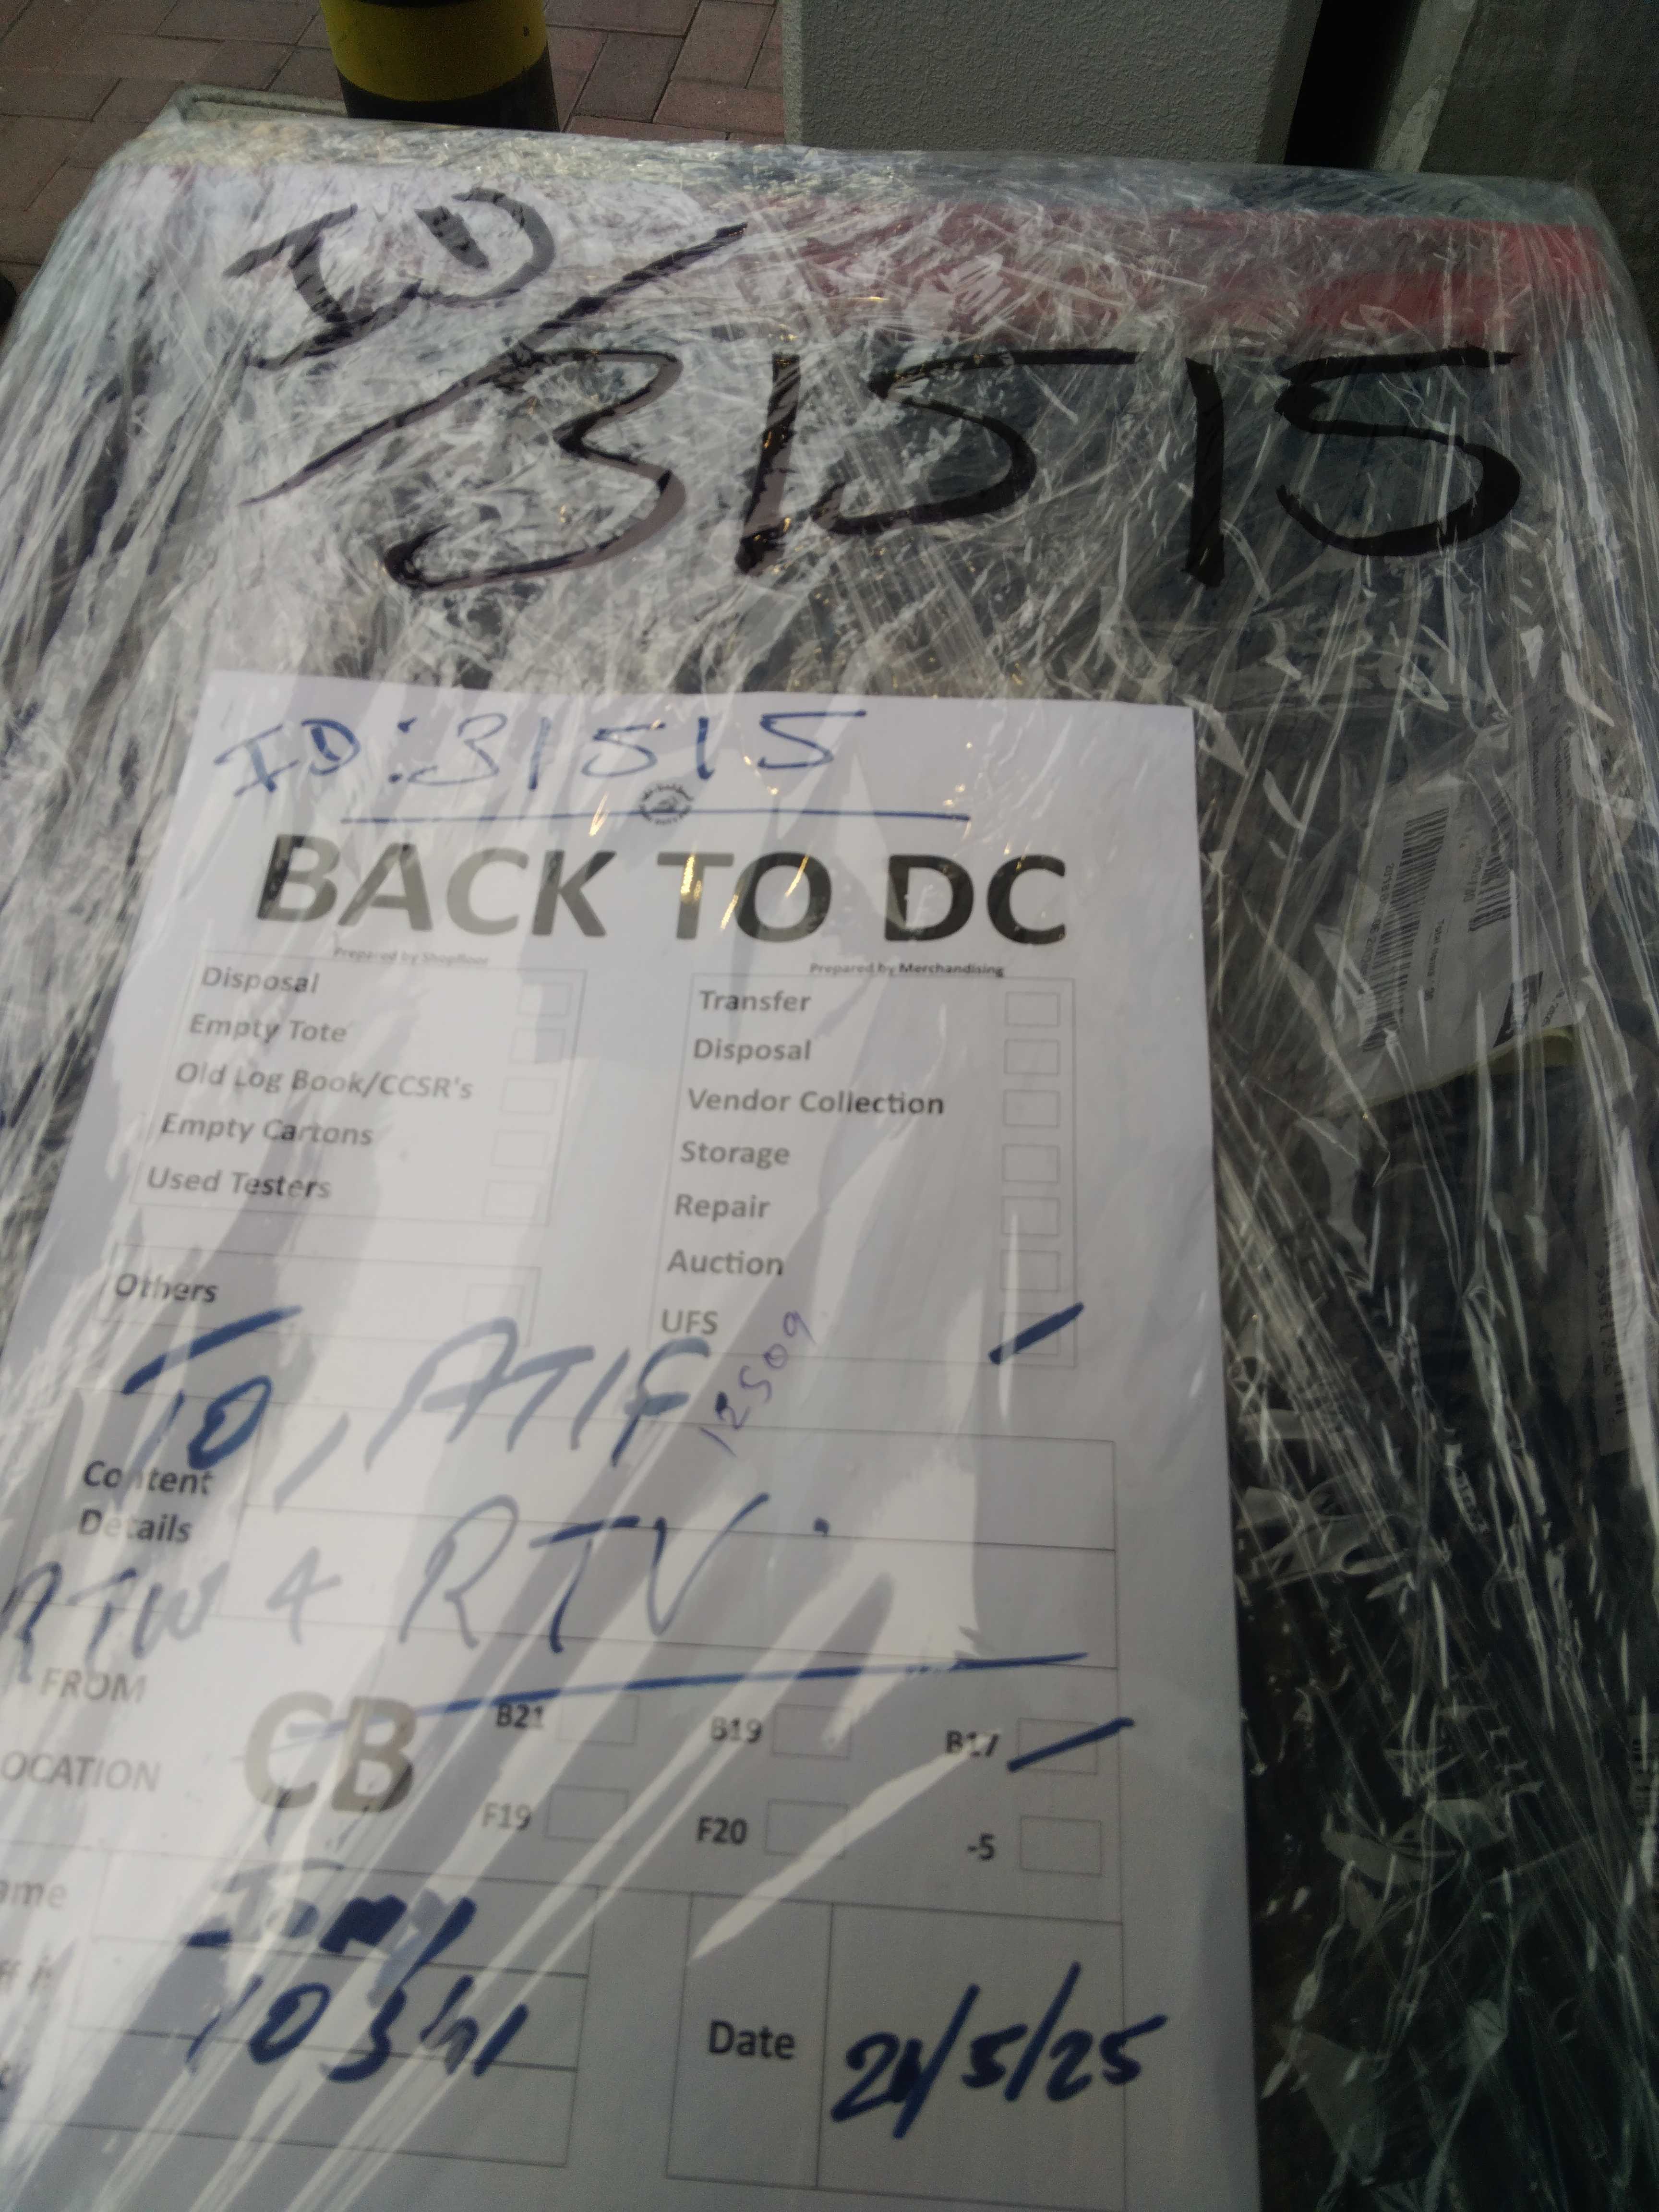 ID
31515
ID:31515
BACK TO DC
Prepared by Shopfloor
Disposal
Empty Tote
Old Log Book/CCSR's
Empty Cartons
Used Testers
Others
Prepared by Merchandising
Transfer
Disposal
Vendor Collection
Storage
Repair
Auction
UFS
TO, ATIF
12509
Content
Details
RTW & RTV.
FROM
LOCATION
CB
B21 B19 B17
F19 F20 -5
10341
Date
21/5/25